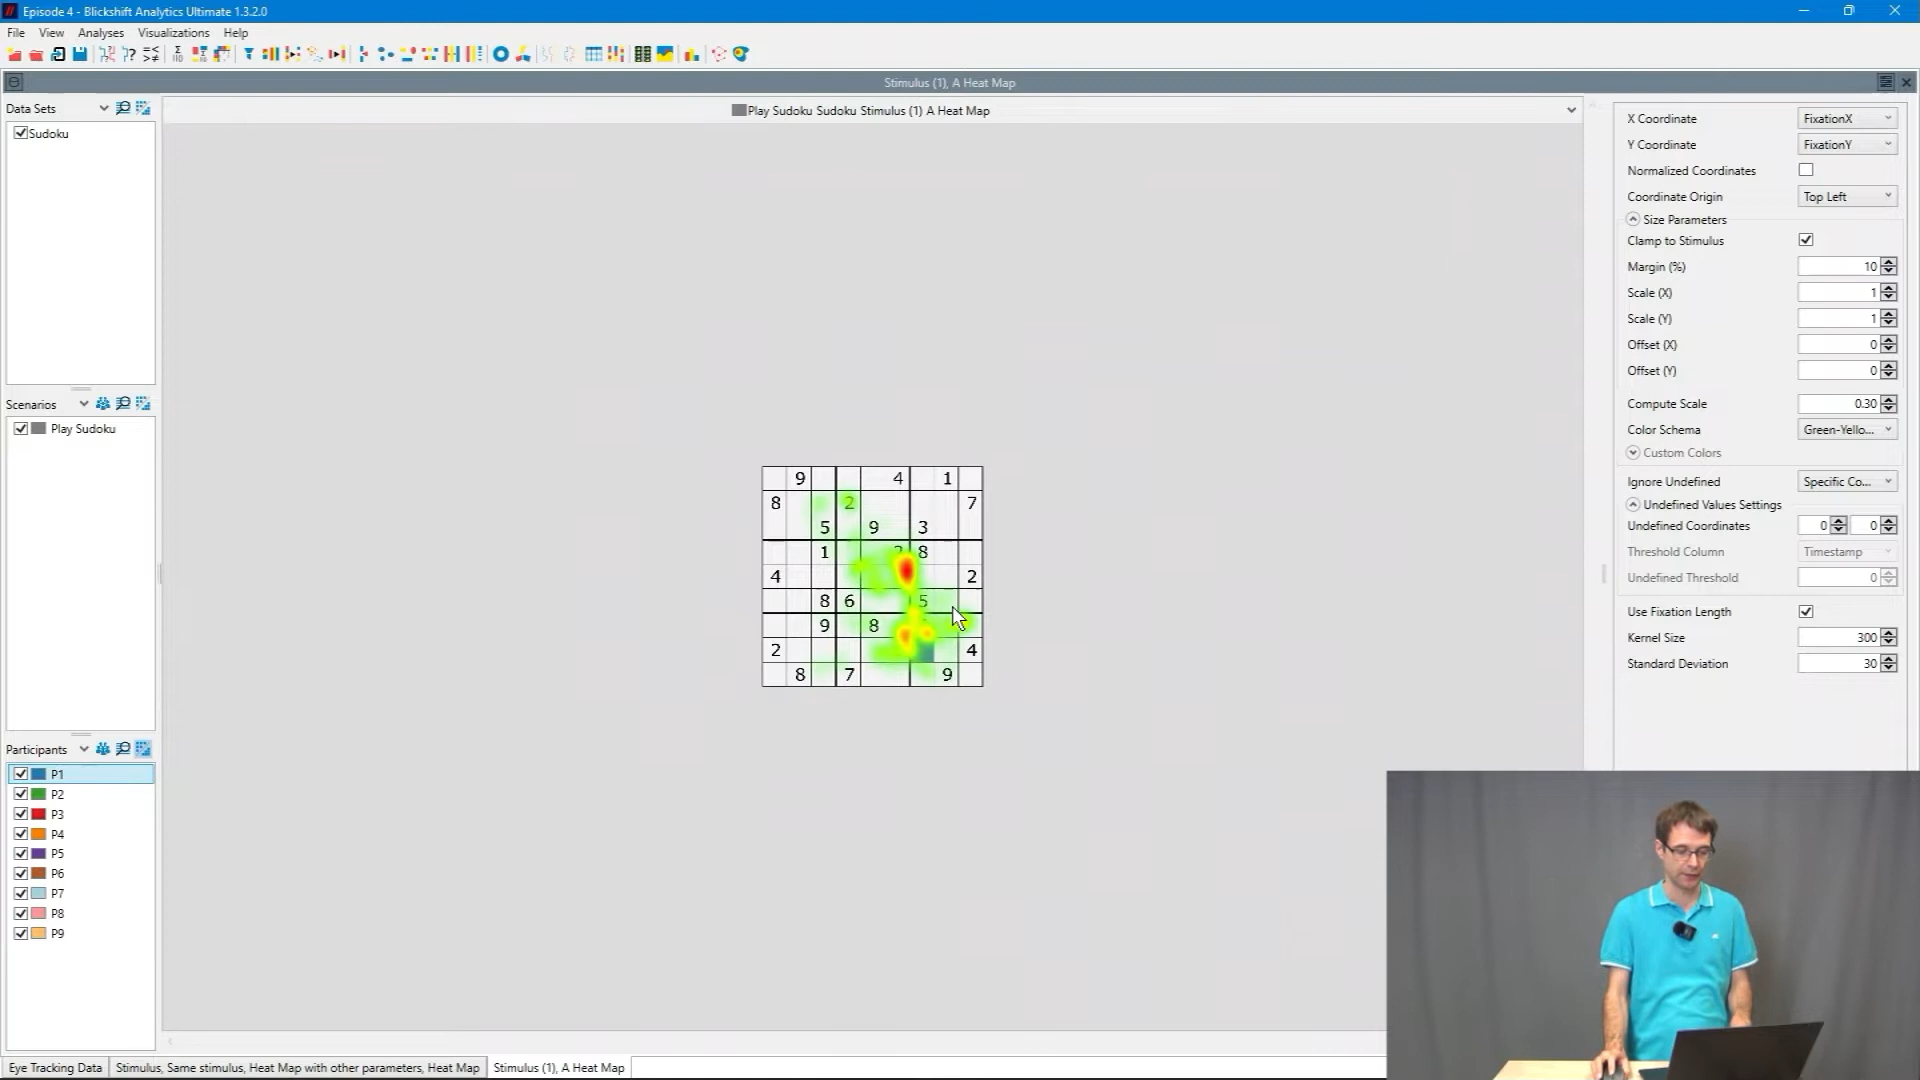 Episode 4 - Blickshift Analytics Ultimate 1.3.2.0
File View Analyses Visualizations Help
Stimulus (1), A Heat Map
Data Sets
Sudoku
Scenarios
Play Sudoku
Participants
P1
P2
P3
P4
P5
P6
P7
P8
P9
Play Sudoku Sudoku Stimulus (1) A Heat Map
9 4 1
8 2 7
5 9 3
1 8
4 2
8 6 5
9 8
2 4
8 7 9
X Coordinate FixationX
Y Coordinate FixationY
Normalized Coordinates
Coordinate Origin Top Left
Size Parameters
Clamp to Stimulus
Margin (%) 10
Scale (X) 1
Scale (Y) 1
Offset (X) 0
Offset (Y) 0
Compute Scale 0.30
Color Schema Green-Yello...
Custom Colors
Ignore Undefined Specific Co...
Undefined Values Settings
Undefined Coordinates 0 0
Threshold Column Timestamp
Undefined Threshold 0
Use Fixation Length
Kernel Size 300
Standard Deviation 30
Eye Tracking Data Stimulus, Same stimulus, Heat Map with other parameters, Heat Map Stimulus (1), A Heat Map